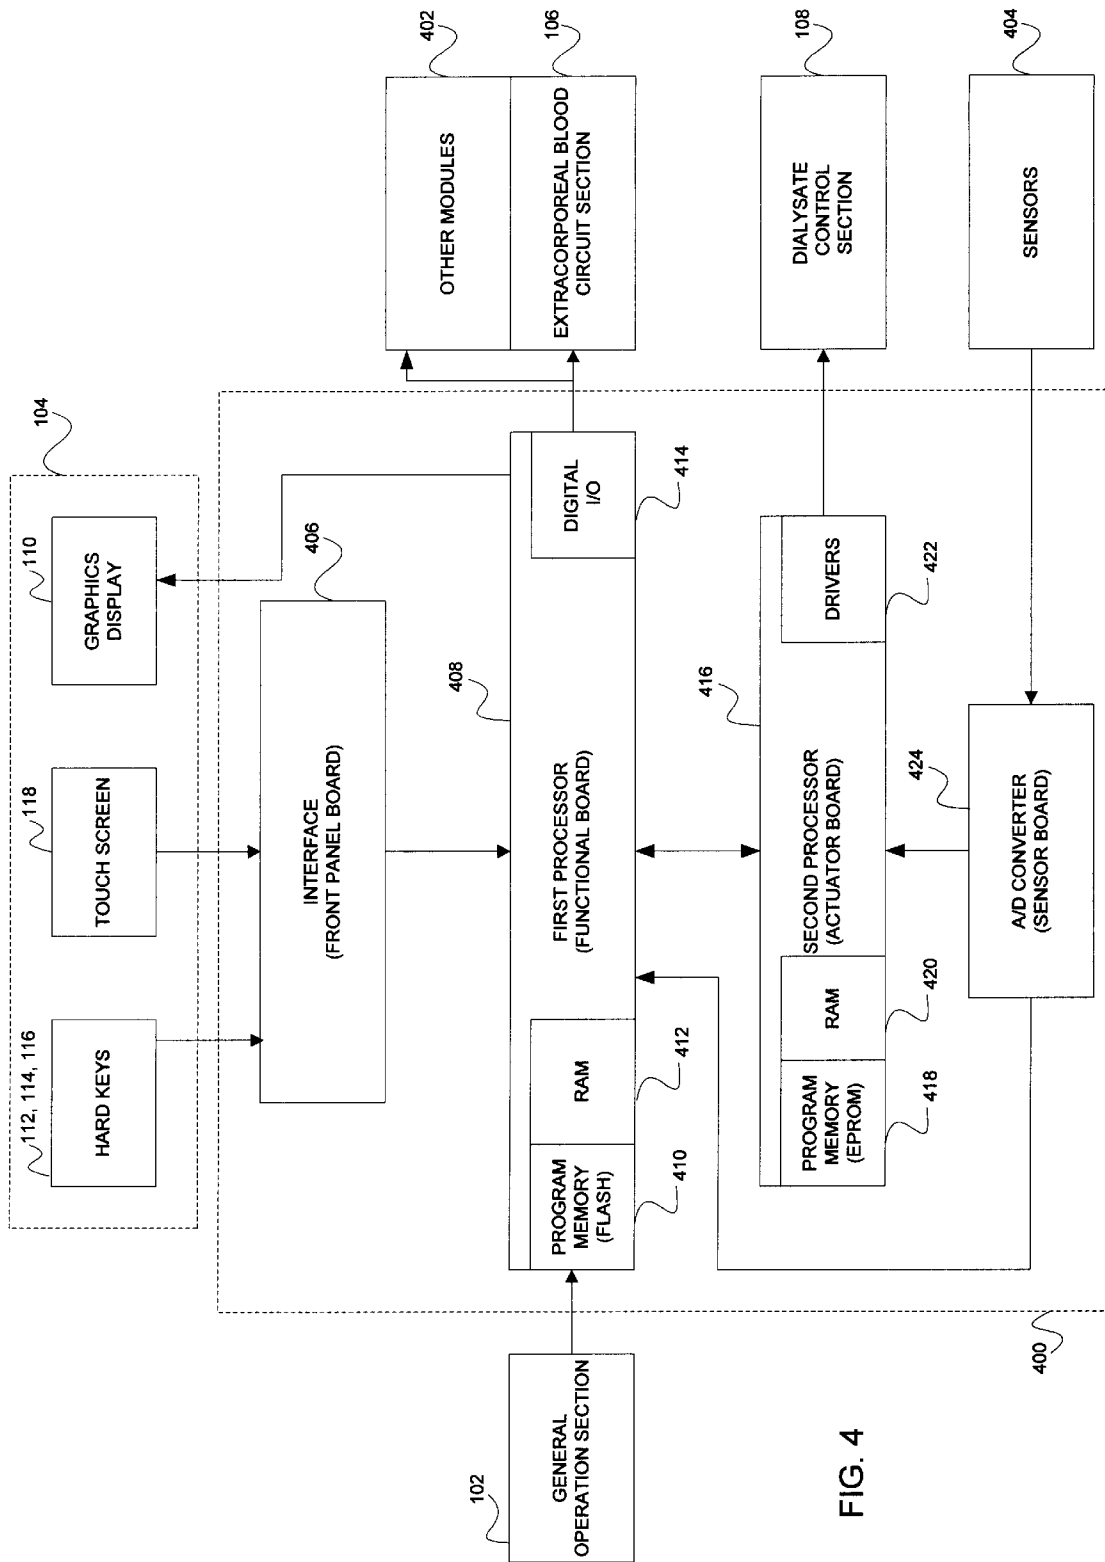 104
112, 114, 116
118
110
HARD KEYS
TOUCH SCREEN
GRAPHICS
DISPLAY
406
INTERFACE
(FRONT PANEL BOARD)
402
OTHER MODULES
106
EXTRACORPOREAL BLOOD
CIRCUIT SECTION
102
GENERAL
OPERATION SECTION
408
FIRST PROCESSOR
(FUNCTIONAL BOARD)
PROGRAM
MEMORY
(FLASH)
RAM
DIGITAL
I/O
410
412
414
416
SECOND PROCESSOR
(ACTUATOR BOARD)
PROGRAM
MEMORY
(EPROM)
RAM
DRIVERS
418
420
422
108
DIALYSATE
CONTROL
SECTION
424
A/D CONVERTER
(SENSOR BOARD)
404
SENSORS
400
FIG. 4